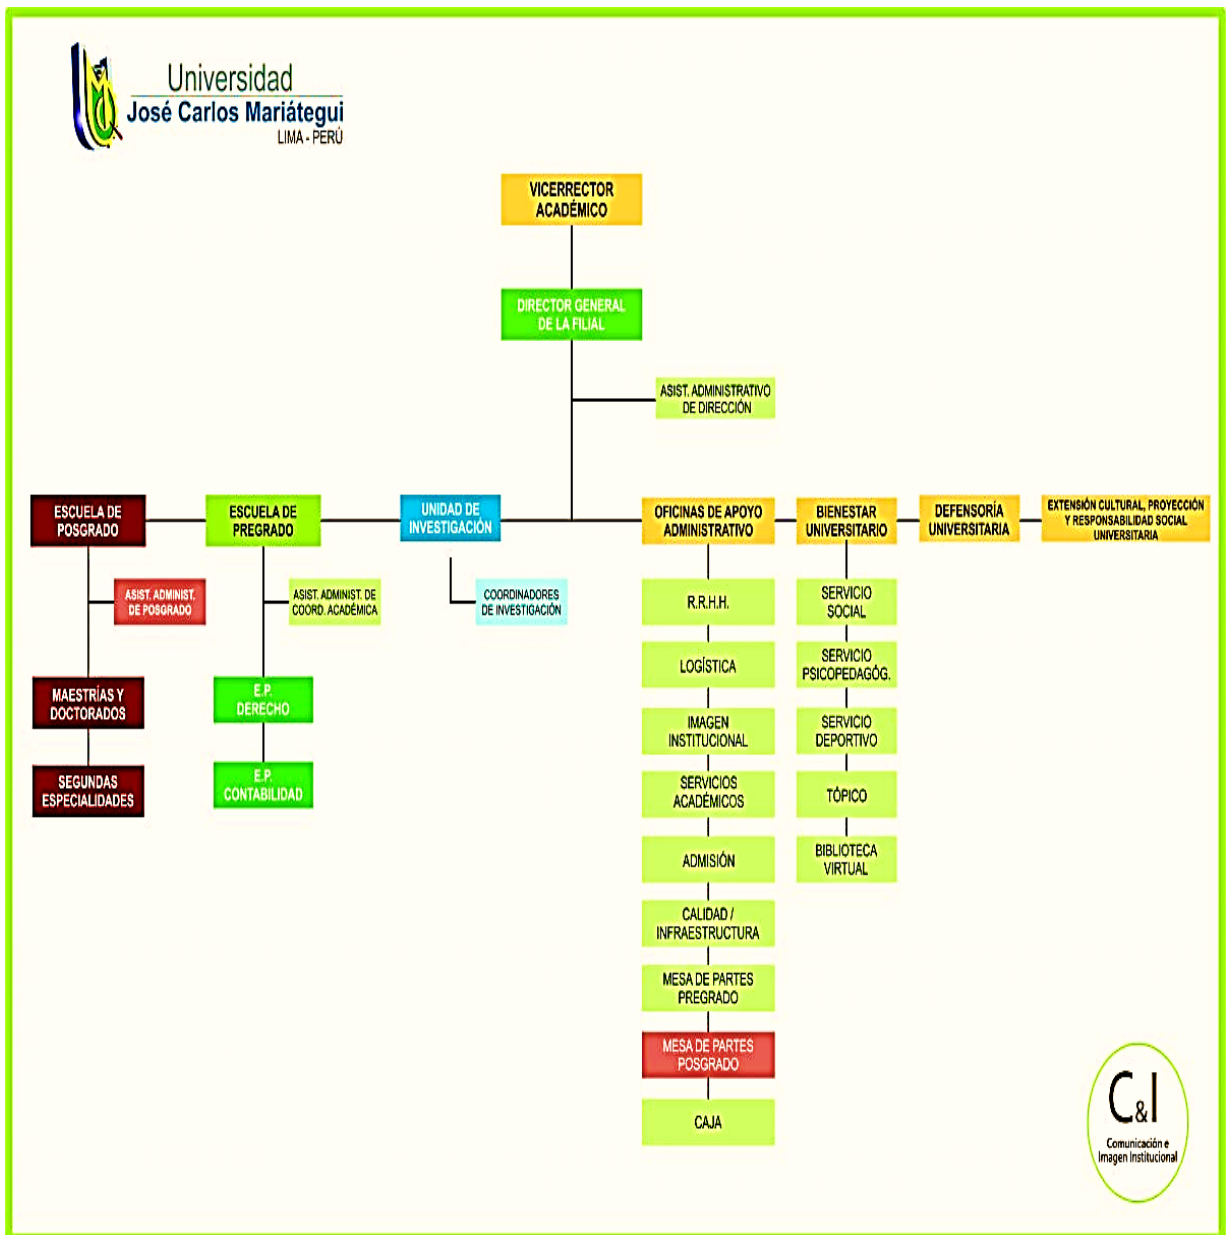 Universidad
José Carlos Mariátegui
LIMA - PERÚ
VICERRECTOR
ACADÉMICO
DIRECTOR GENERAL
DE LA FILIAL
ASIST. ADMINISTRATIVO
DE DIRECCIÓN
ESCUELA DE
POSGRADO
ESCUELA DE
PREGRADO
UNIDAD DE
INVESTIGACIÓN
OFICINAS DE APOYO
ADMINISTRATIVO
BIENESTAR
UNIVERSITARIO
DEFENSORÍA
UNIVERSITARIA
EXTENSIÓN CULTURAL, PROYECCIÓN
Y RESPONSABILIDAD SOCIAL
UNIVERSITARIA
ASIST. ADMINIST.
DE POSGRADO
MAESTRÍAS Y
DOCTORADOS
SEGUNDAS
ESPECIALIDADES
ASIST. ADMINIST. DE
COORD. ACADÉMICA
E.P.
DERECHO
E.P.
CONTABILIDAD
COORDINADORES
DE INVESTIGACIÓN
R.R.H.H.
LOGÍSTICA
IMAGEN
INSTITUCIONAL
SERVICIOS
ACADÉMICOS
ADMISIÓN
CALIDAD /
INFRAESTRUCTURA
MESA DE PARTES
PREGRADO
MESA DE PARTES
POSGRADO
CAJA
SERVICIO
SOCIAL
SERVICIO
PSICOPEDAGÓG.
SERVICIO
DEPORTIVO
TÓPICO
BIBLIOTECA
VIRTUAL
C&I
Comunicación e
Imagen Institucional